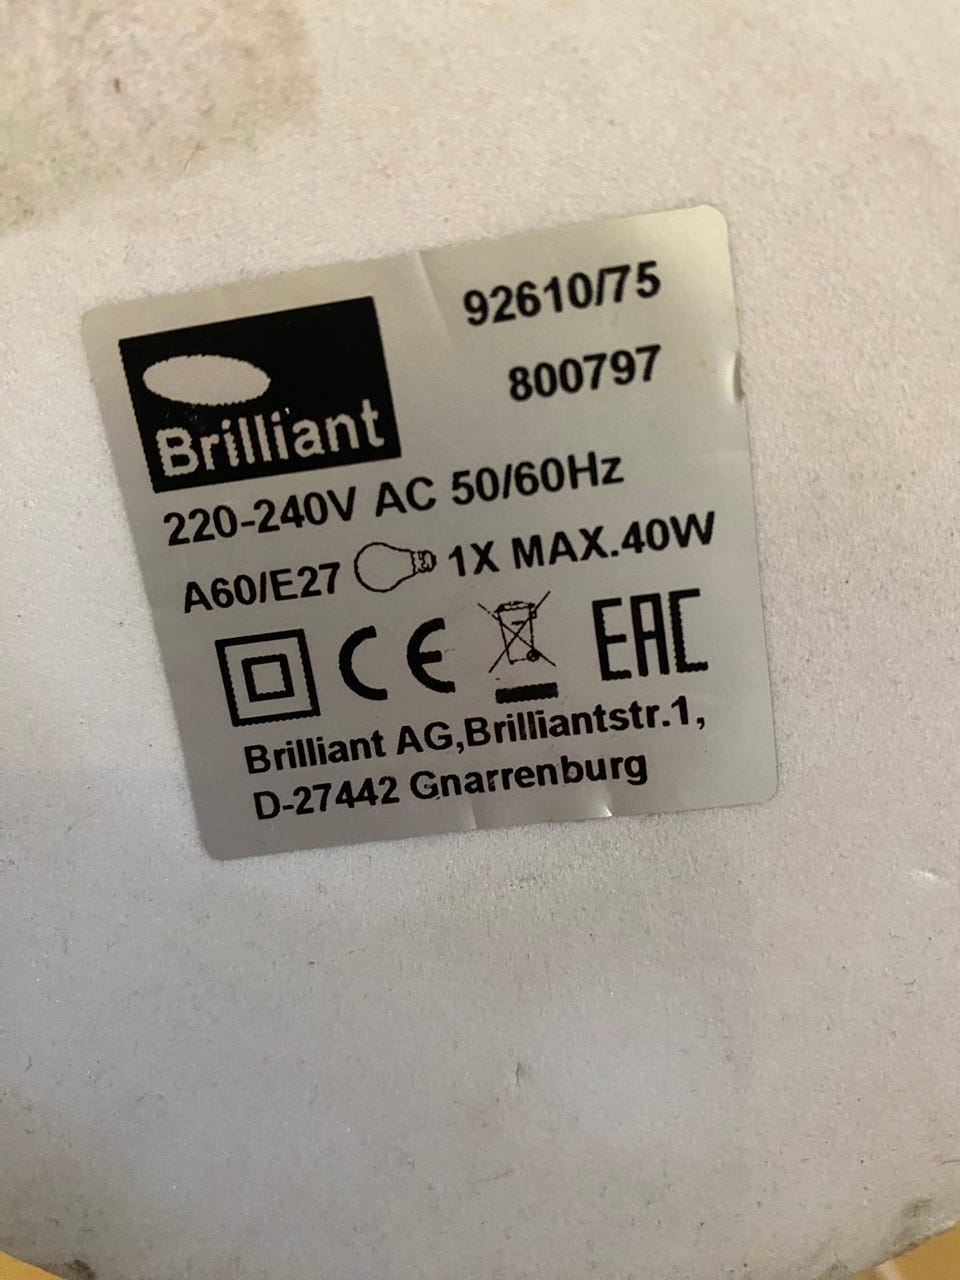 Brilliant
92610/75
800797
220-240V AC 50/60Hz
A60/E27 1X MAX.40W
CE EAC
Brilliant AG,Brilliantstr.1,
D-27442 Gnarrenburg